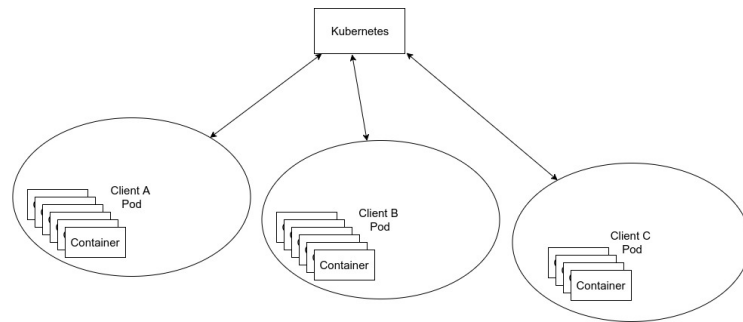 Kubernetes
Client A
Pod
Container
Client B
Pod
Container
Client C
Pod
Container